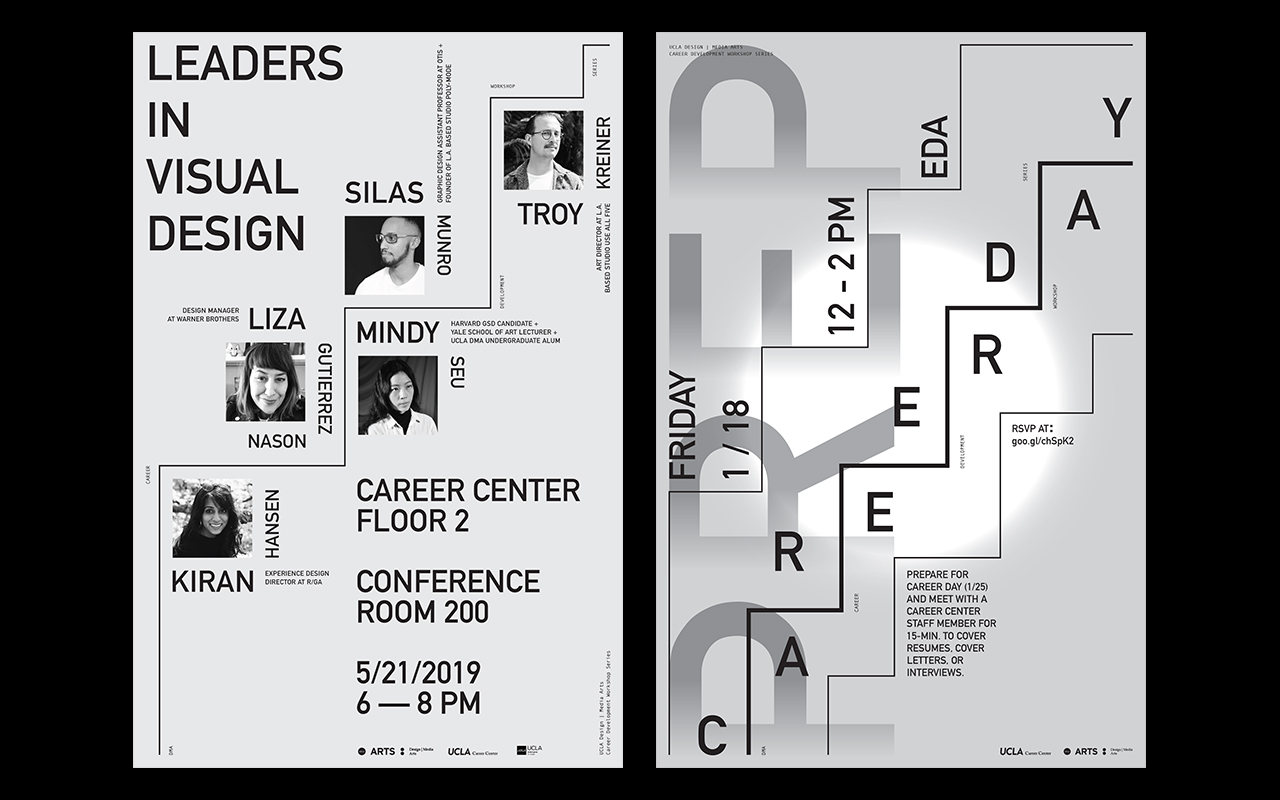 LEADERS
IN
VISUAL
DESIGN
GRAPHIC DESIGN ASSISTANT PROFESSOR AT OTIS +
FOUNDER OF L.A. BASED STUDIO POLY-MODE
SILAS
MUNRO
WORKSHOP
SERIES
KREINER
TROY
ART DIRECTOR AT L.A.
BASED STUDIO USE ALL FIVE
DEVELOPMENT
DESIGN MANAGER
AT WARNER BROTHERS
LIZA
GUTIERREZ
NASON
MINDY
HARVARD GSD CANDIDATE +
YALE SCHOOL OF ART LECTURER +
UCLA DMA UNDERGRADUATE ALUM
SEU
CAREER
HANSEN
KIRAN
EXPERIENCE DESIGN
DIRECTOR AT R/GA
CAREER CENTER
FLOOR 2
CONFERENCE
ROOM 200
5/21/2019
6 — 8 PM
UCLA Design | Media Arts
Career Development Workshop Series
DMA
ARTS
Design | Media
Arts
UCLA Career Center
UCLA
UCLA DESIGN | MEDIA ARTS
CAREER DEVELOPMENT WORKSHOP SERIES
PREP
FRIDAY
1 / 18
12 - 2 PM
EDA
CAREER DAY
SERIES
WORKSHOP
DEVELOPMENT
CAREER
DMA
RSVP AT:
goo.gl/chSpK2
PREPARE FOR
CAREER DAY (1/25)
AND MEET WITH A
CAREER CENTER
STAFF MEMBER FOR
15-MIN. TO COVER
RESUMES, COVER
LETTERS, OR
INTERVIEWS.
UCLA Career Center
ARTS
Design | Media
Arts